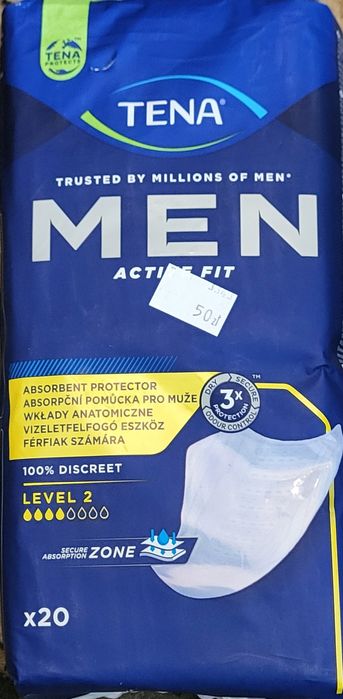 TENA
PROTECTS
TENA
TRUSTED BY MILLIONS OF MEN*
MEN
ACTIVE FIT
50zł
ABSORBENT PROTECTOR
ABSORPČNÍ POMŮCKA PRO MUŽE
WKŁADY ANATOMICZNE
VIZELETFELFOGÓ ESZKÖZ
FÉRFIAK SZÁMÁRA
DRY SECURE
3x
PROTECTION
ODOUR CONTROL
TM
100% DISCREET
LEVEL 2
SECURE
ABSORPTION ZONE
x20